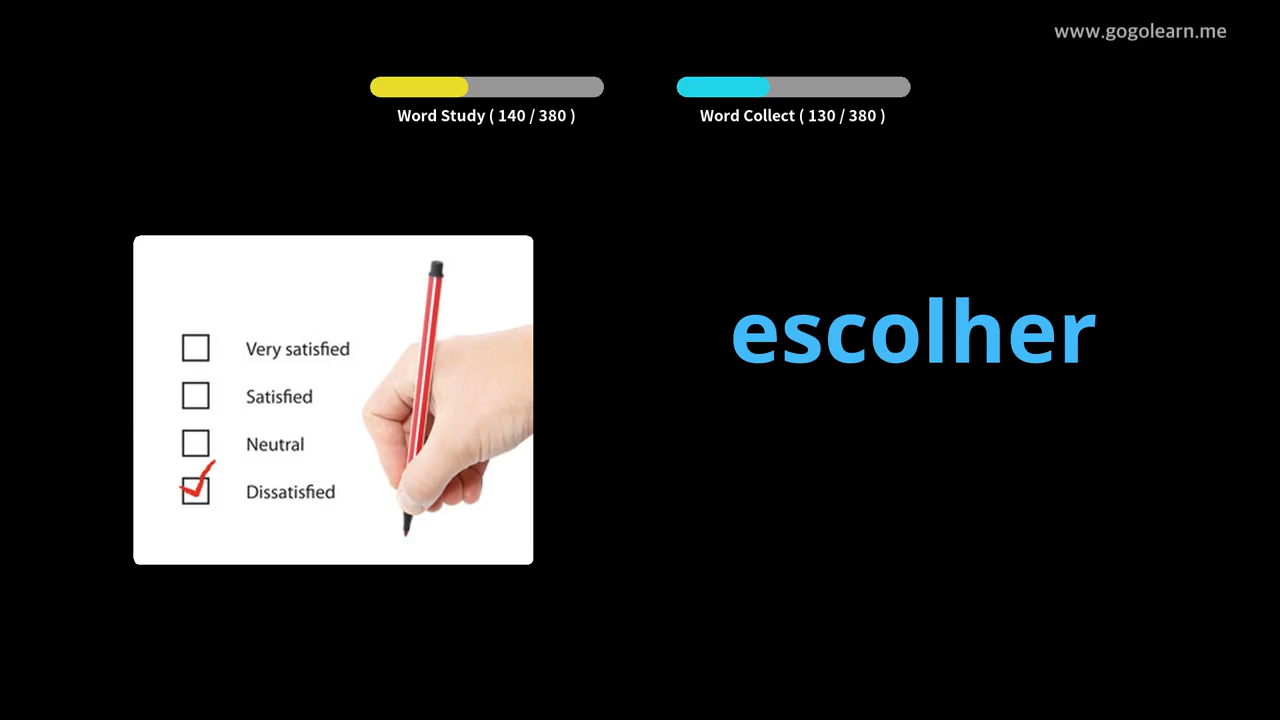 www.gogolearn.me
Word Study ( 140 / 380 )
Word Collect ( 130 / 380 )
Very satisfied
Satisfied
Neutral
Dissatisfied
escolher